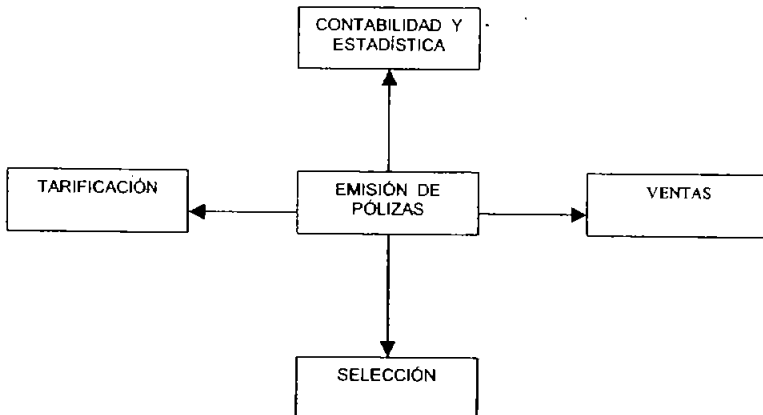 CONTABILIDAD Y
ESTADÍSTICA
TARIFICACIÓN
EMISIÓN DE
PÓLIZAS
VENTAS
SELECCIÓN